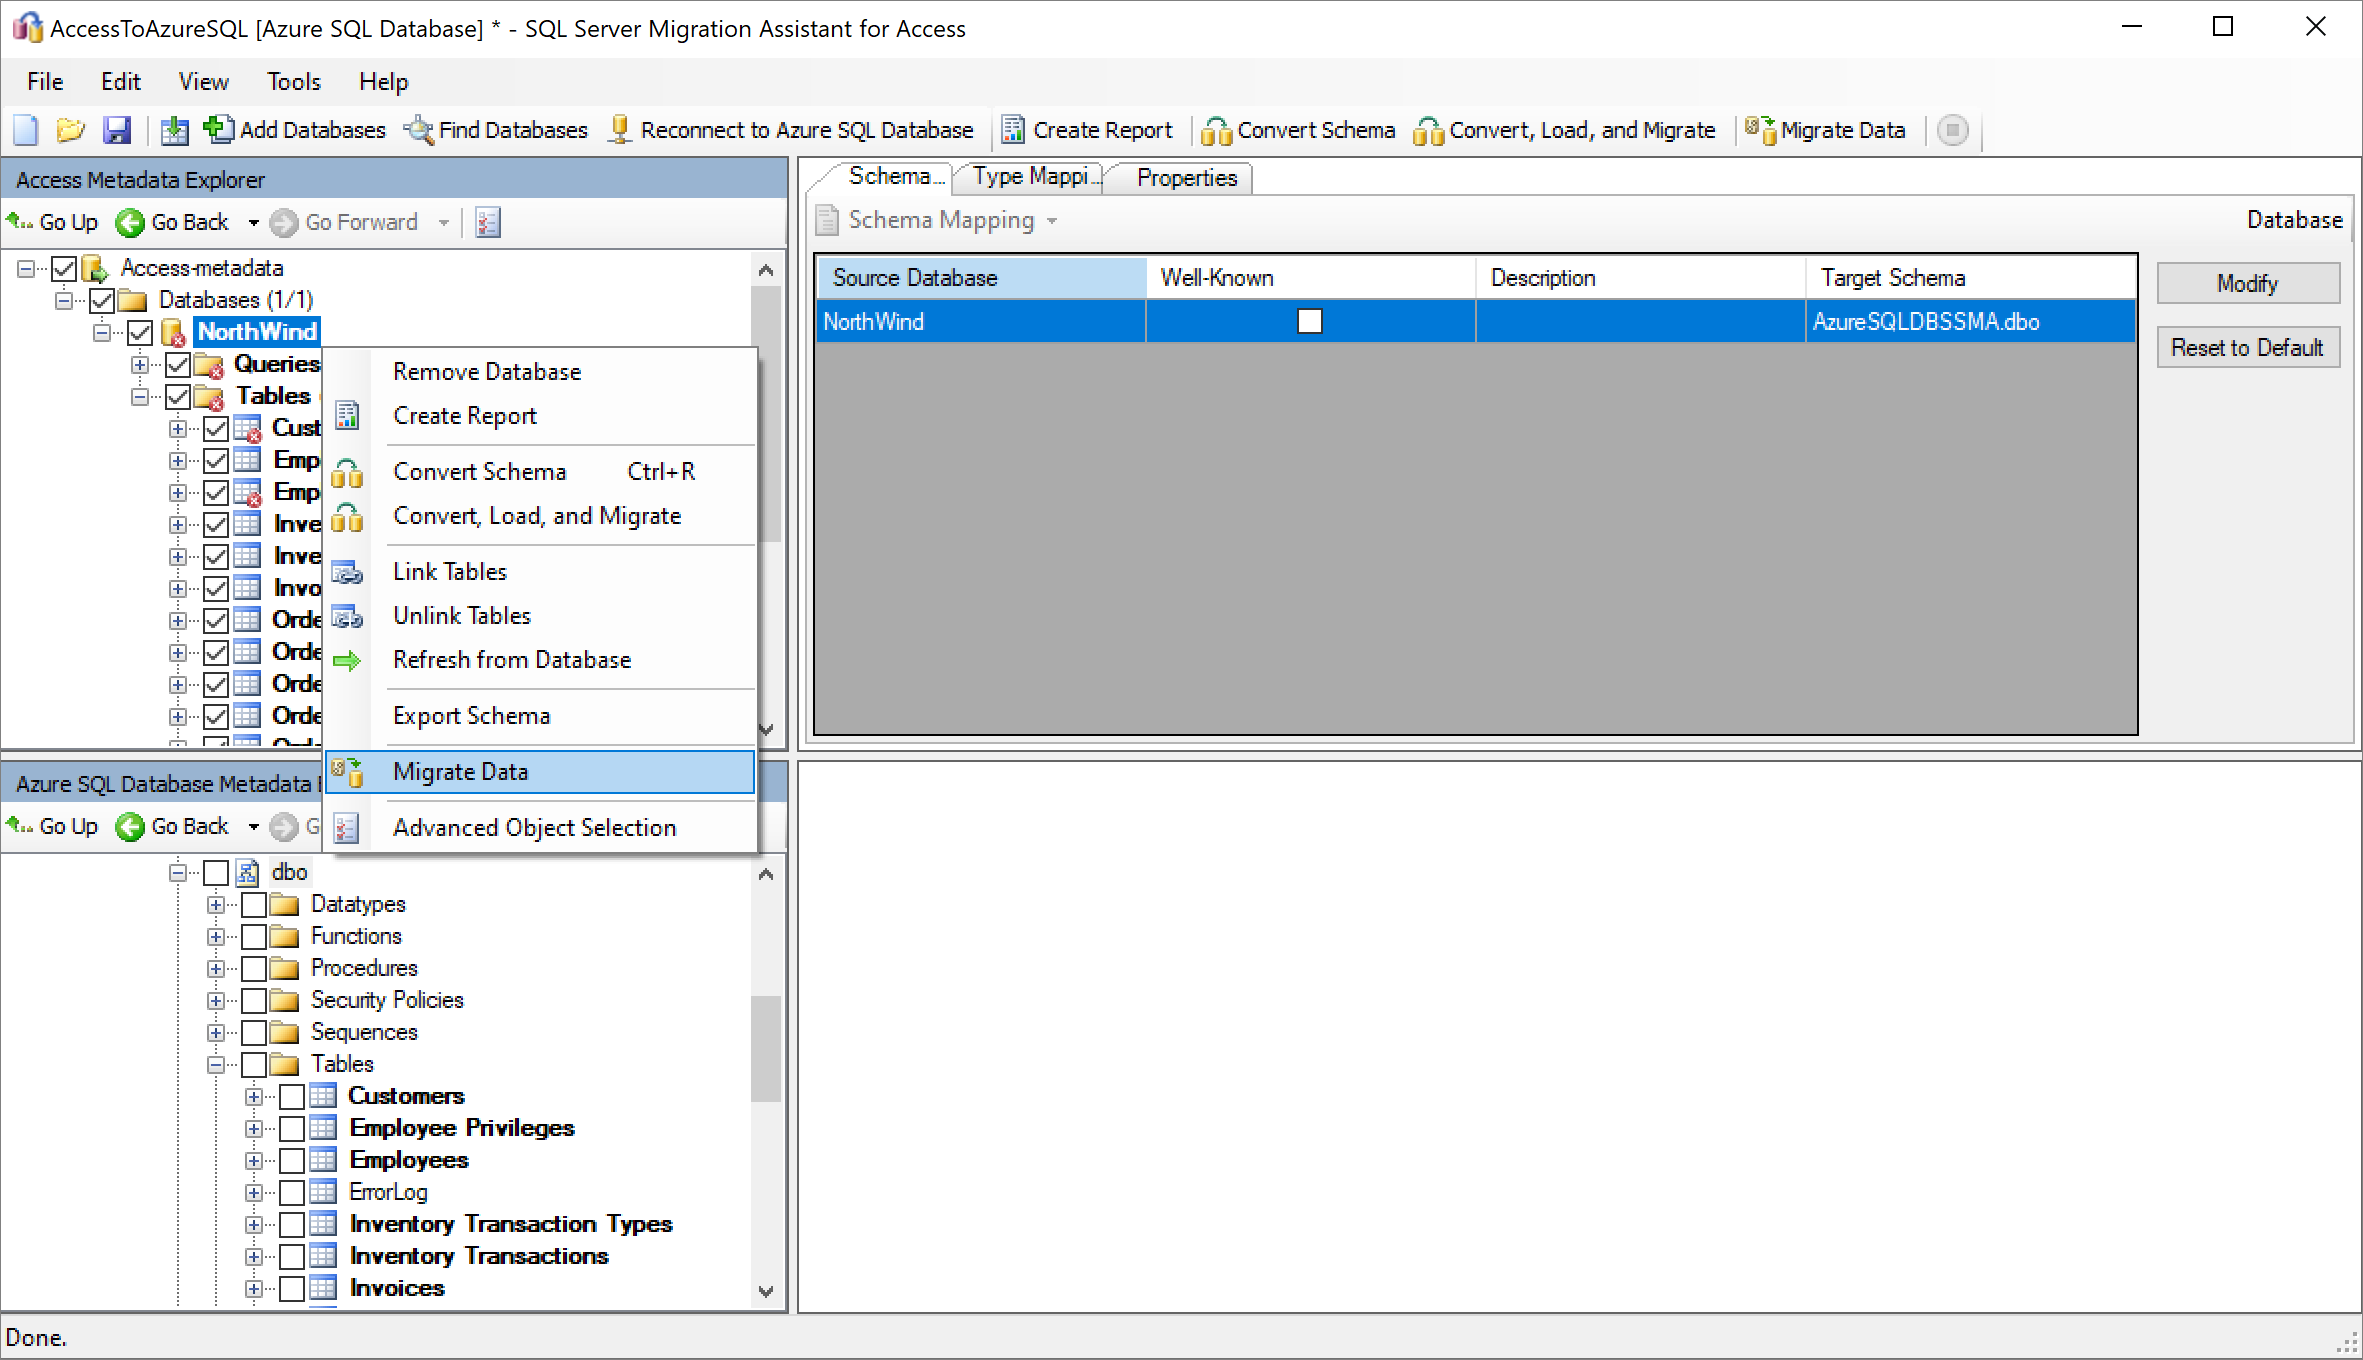 AccessToAzureSQL [Azure SQL Database] * - SQL Server Migration Assistant for Access
File Edit View Tools Help
Add Databases Find Databases Reconnect to Azure SQL Database Create Report Convert Schema Convert, Load, and Migrate Migrate Data
Access Metadata Explorer
Go Up Go Back Go Forward
Access-metadata
Databases (1/1)
NorthWind
Queries
Tables
Cust
Emp
Emp
Inve
Inve
Invo
Orde
Orde
Orde
Orde
Remove Database
Create Report
Convert Schema Ctrl+R
Convert, Load, and Migrate
Link Tables
Unlink Tables
Refresh from Database
Export Schema
Migrate Data
Advanced Object Selection
Schema... Type Mappi... Properties
Schema Mapping Database
Source Database Well-Known Description Target Schema
NorthWind AzureSQLDBSSMA.dbo
Modify
Reset to Default
Azure SQL Database Metadata
Go Up Go Back G
dbo
Datatypes
Functions
Procedures
Security Policies
Sequences
Tables
Customers
Employee Privileges
Employees
ErrorLog
Inventory Transaction Types
Inventory Transactions
Invoices
Done.